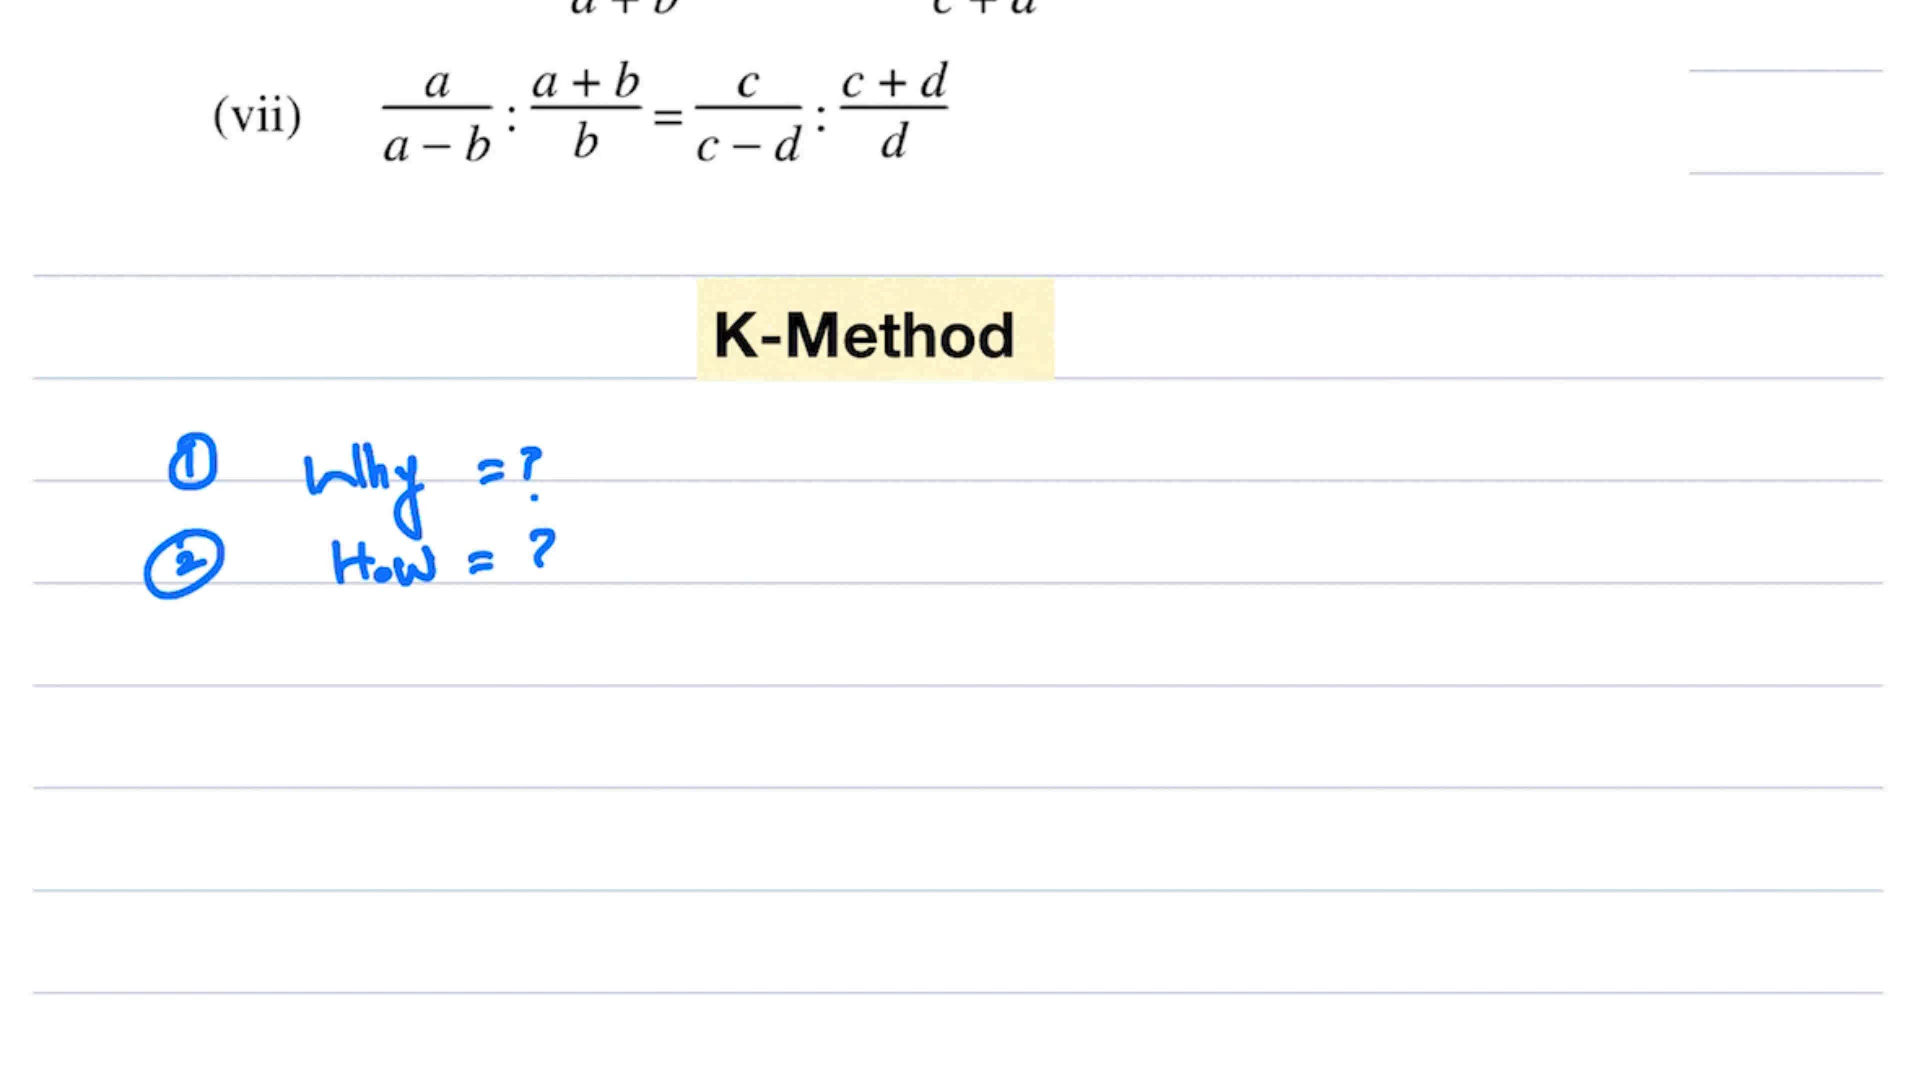 a + b c + d
(vii) a/(a − b) : (a + b)/b = c/(c − d) : (c + d)/d
K-Method
① Why = ?
② How = ?